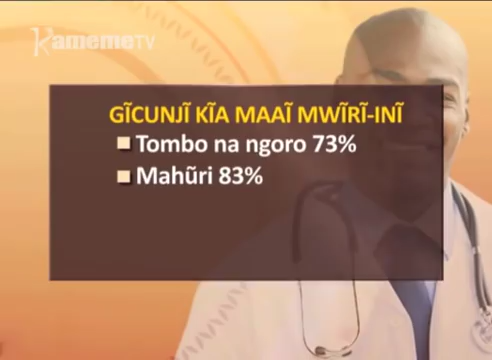 KamemeTV
GĨCUNJĨ KĨA MAAĨ MWĨRĨ-INĨ
Tombo na ngoro 73%
Mahũri 83%